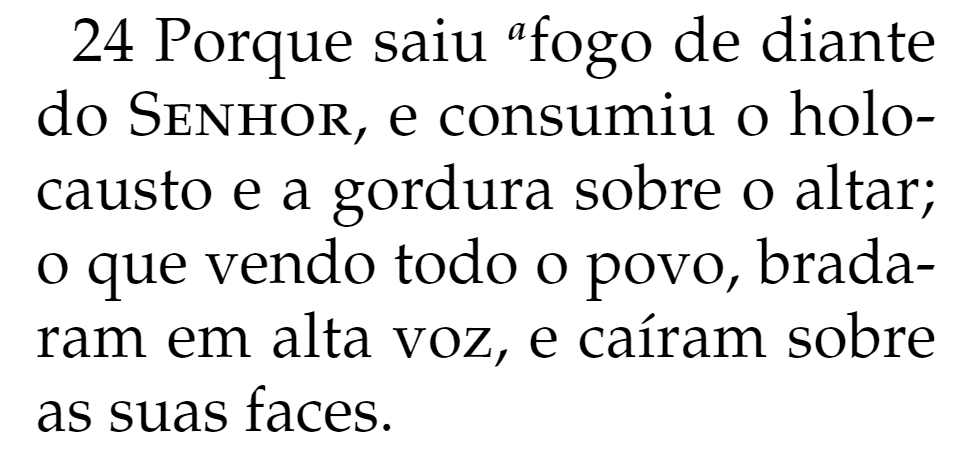 24 Porque saiu ᵃfogo de diante
do SENHOR, e consumiu o holo-
causto e a gordura sobre o altar;
o que vendo todo o povo, brada-
ram em alta voz, e caíram sobre
as suas faces.